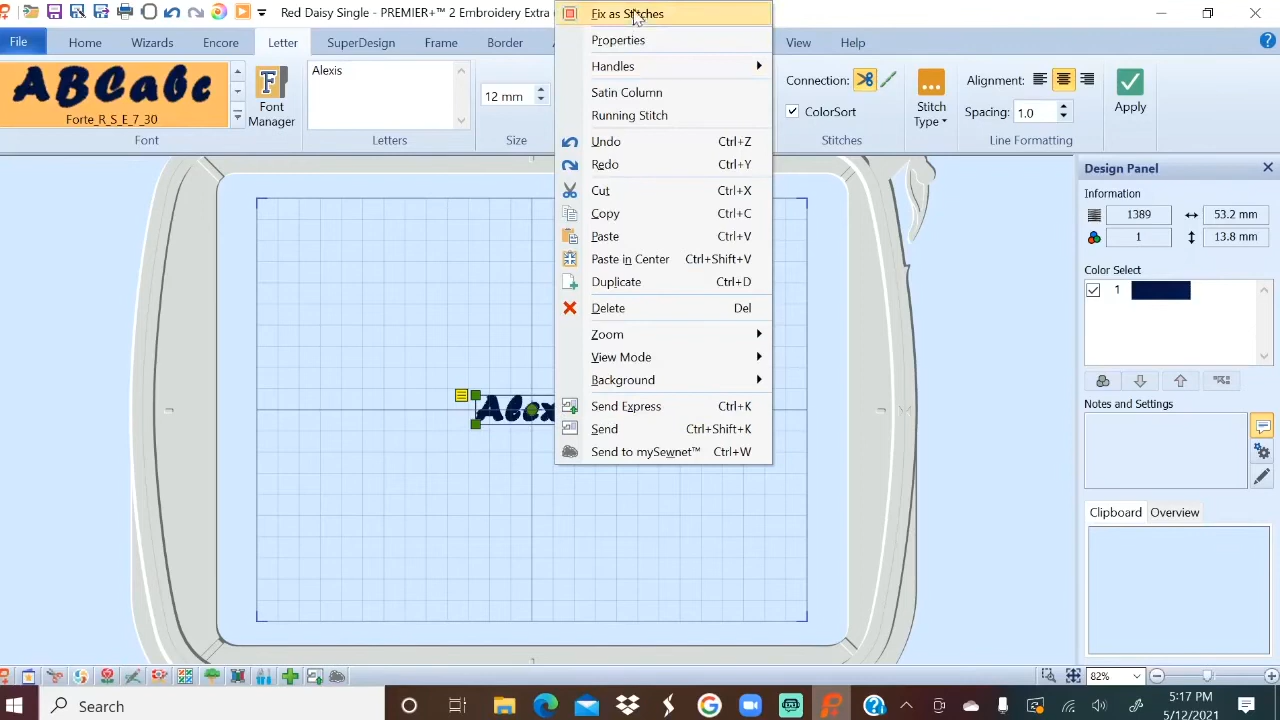 Red Daisy Single - PREMIER+™ 2 Embroidery Extra
File Home Wizards Encore Letter SuperDesign Frame Border View Help
ABCabc
Forte_R_S_E_7_30
Font
Font Manager
Alexis
Letters
12 mm
Size
Connection:
ColorSort
Stitch Type
Stitches
Alignment:
Spacing: 1.0
Line Formatting
Apply
Fix as Stitches
Properties
Handles
Satin Column
Running Stitch
Undo Ctrl+Z
Redo Ctrl+Y
Cut Ctrl+X
Copy Ctrl+C
Paste Ctrl+V
Paste in Center Ctrl+Shift+V
Duplicate Ctrl+D
Delete Del
Zoom
View Mode
Background
Send Express Ctrl+K
Send Ctrl+Shift+K
Send to mySewnet™ Ctrl+W
Alex
Design Panel
Information
1389 53.2 mm
1 13.8 mm
Color Select
1
Notes and Settings
Clipboard Overview
82%
Search
5:17 PM
5/12/2021